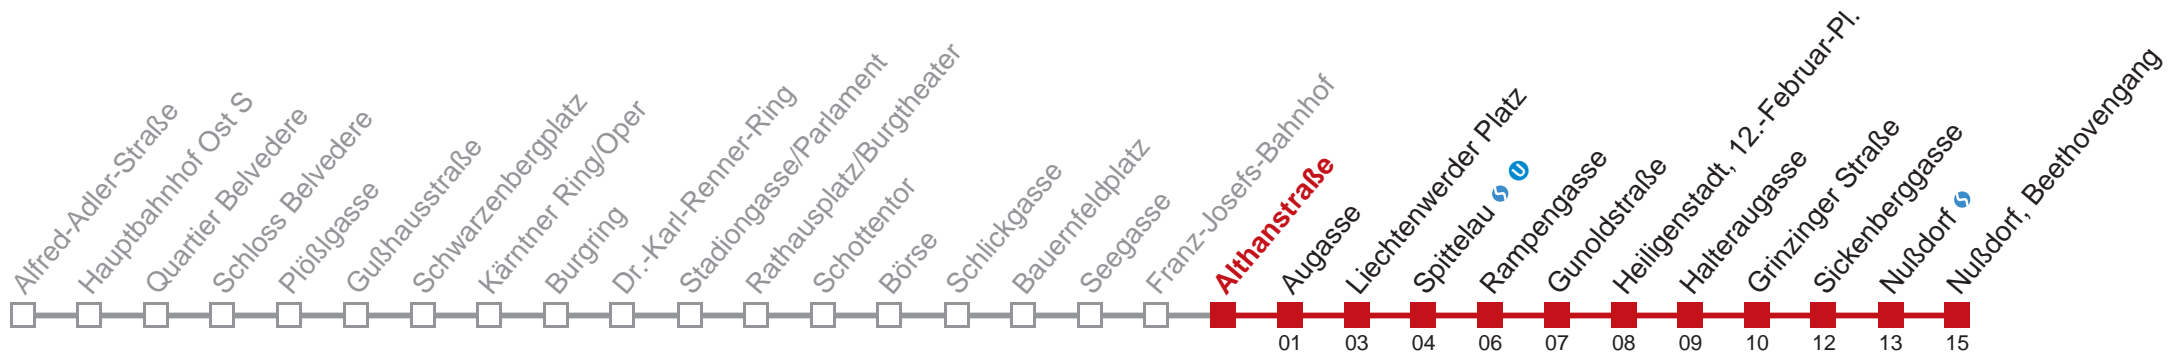 Alfred-Adler-Straße
Hauptbahnhof Ost S
Quartier Belvedere
Schloss Belvedere
Plößlgasse
Gußhausstraße
Schwarzenbergplatz
Kärntner Ring/Oper
Burgring
Dr.-Karl-Renner-Ring
Stadiongasse/Parlament
Rathausplatz/Burgtheater
Schottentor
Börse
Schlickgasse
Bauernfeldplatz
Seegasse
Franz-Josefs-Bahnhof
Althanstraße
Augasse
Liechtenwerder Platz
Spittelau S U
Rampengasse
Gunoldstraße
Heiligenstadt, 12.-Februar-Pl.
Halteraugasse
Grinzinger Straße
Sickenberggasse
Nußdorf S
Nußdorf, Beethovengang
01 03 04 06 07 08 09 10 12 13 15